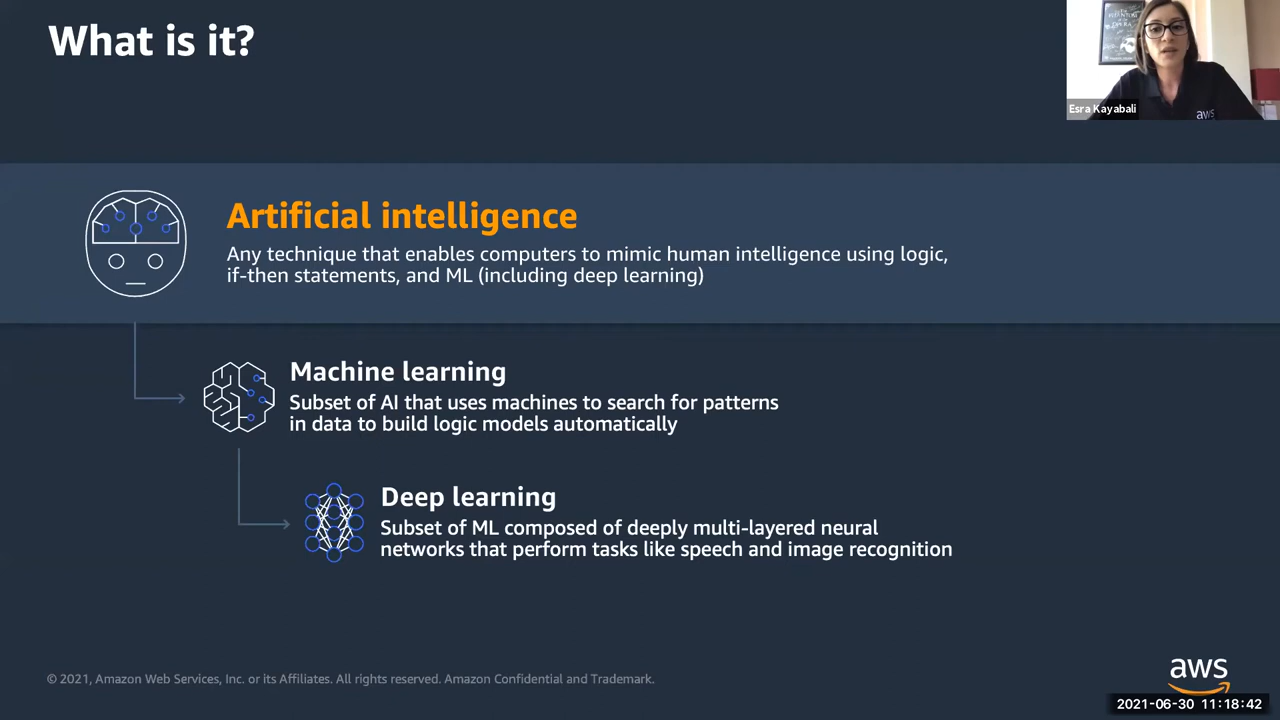 What is it?
Esra Kayabali
aws
Artificial intelligence
Any technique that enables computers to mimic human intelligence using logic,
if-then statements, and ML (including deep learning)
Machine learning
Subset of AI that uses machines to search for patterns
in data to build logic models automatically
Deep learning
Subset of ML composed of deeply multi-layered neural
networks that perform tasks like speech and image recognition
© 2021, Amazon Web Services, Inc. or its Affiliates. All rights reserved. Amazon Confidential and Trademark.
aws
2021-06-30 11:18:42